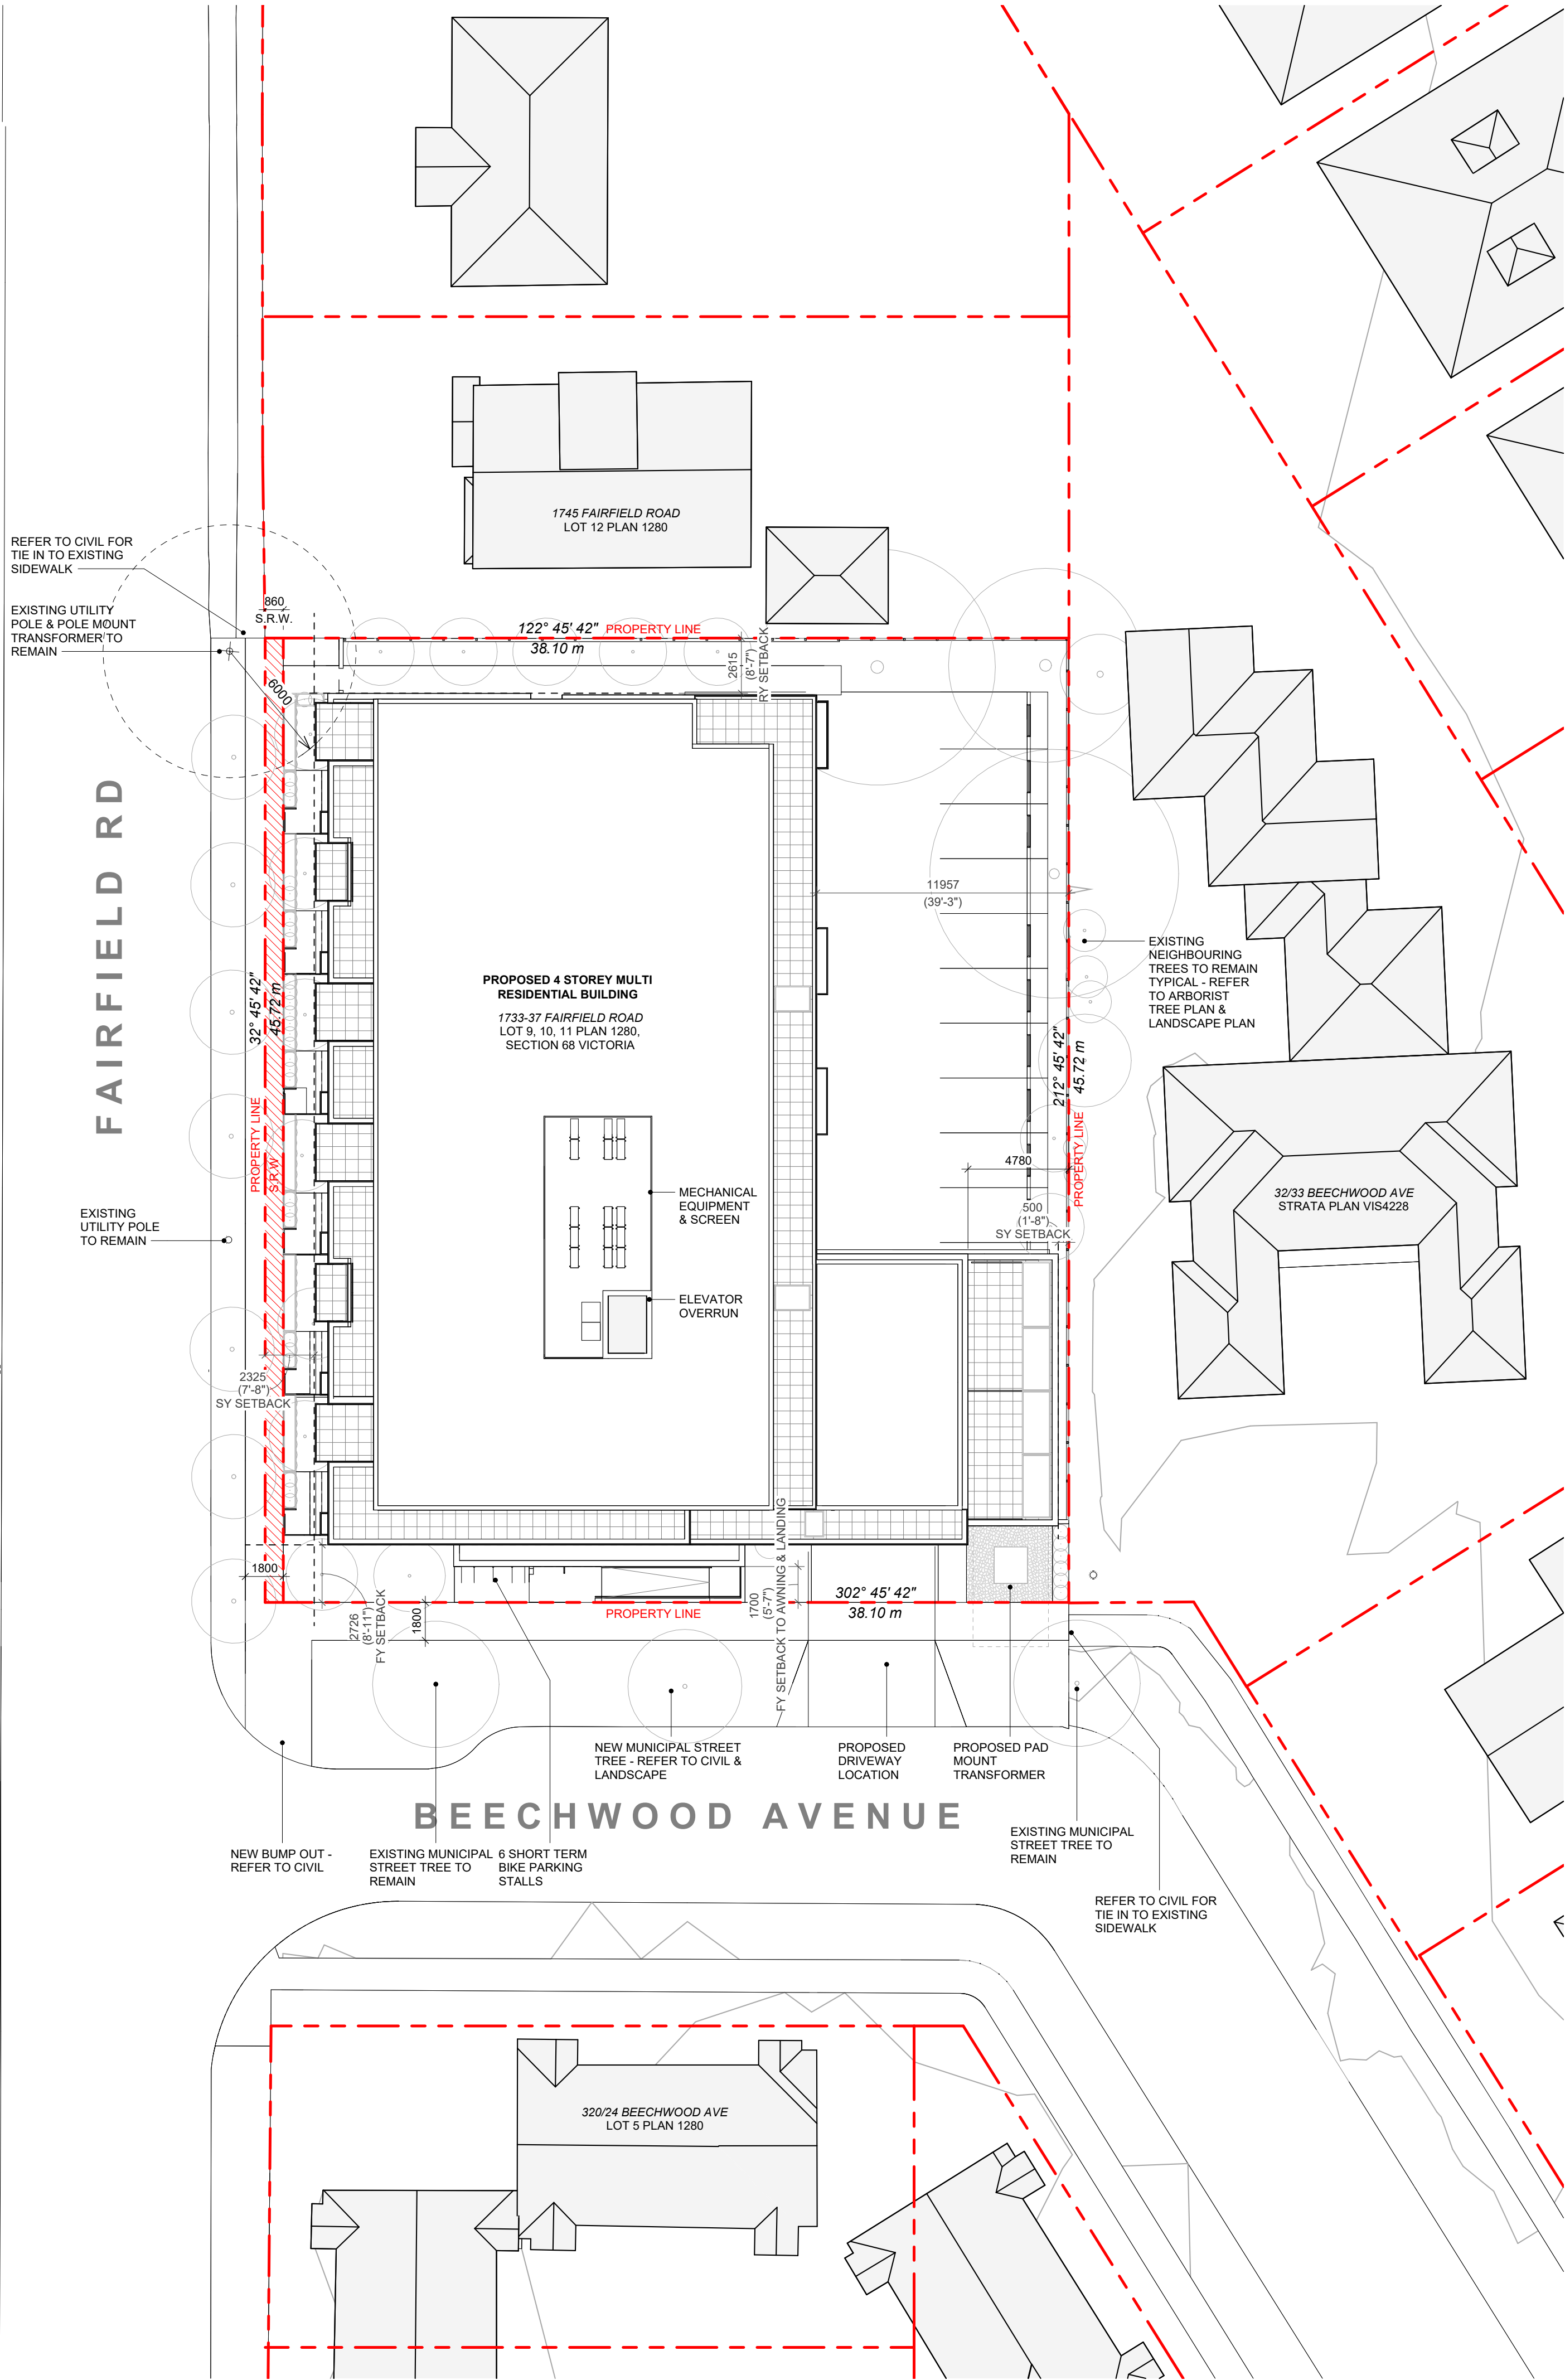 1745 FAIRFIELD ROAD
LOT 12 PLAN 1280
REFER TO CIVIL FOR
TIE IN TO EXISTING
SIDEWALK
EXISTING UTILITY
POLE & POLE MOUNT
TRANSFORMER TO
REMAIN
860
S.R.W.
122° 45' 42"
PROPERTY LINE
38.10 m
2615
(8'-7")
RY SETBACK
6000
FAIRFIELD RD
11957
(39'-3")
EXISTING
NEIGHBOURING
TREES TO REMAIN
TYPICAL - REFER
TO ARBORIST
TREE PLAN &
LANDSCAPE PLAN
PROPOSED 4 STOREY MULTI
RESIDENTIAL BUILDING
1733-37 FAIRFIELD ROAD
LOT 9, 10, 11 PLAN 1280,
SECTION 68 VICTORIA
32° 45' 42"
45.72 m
PROPERTY LINE
S.R.W
212° 45' 42"
45.72 m
PROPERTY LINE
4780
MECHANICAL
EQUIPMENT
& SCREEN
32/33 BEECHWOOD AVE
STRATA PLAN VIS4228
500
(1'-8")
SY SETBACK
EXISTING
UTILITY POLE
TO REMAIN
ELEVATOR
OVERRUN
2325
(7'-8")
SY SETBACK
1800
2726
(8'-11")
FY SETBACK
1800
PROPERTY LINE
1700
(5'-7")
FY SETBACK TO AWNING & LANDING
302° 45' 42"
38.10 m
NEW MUNICIPAL STREET
TREE - REFER TO CIVIL &
LANDSCAPE
PROPOSED
DRIVEWAY
LOCATION
PROPOSED PAD
MOUNT
TRANSFORMER
BEECHWOOD AVENUE
NEW BUMP OUT -
REFER TO CIVIL
EXISTING MUNICIPAL
STREET TREE TO
REMAIN
6 SHORT TERM
BIKE PARKING
STALLS
EXISTING MUNICIPAL
STREET TREE TO
REMAIN
REFER TO CIVIL FOR
TIE IN TO EXISTING
SIDEWALK
320/24 BEECHWOOD AVE
LOT 5 PLAN 1280